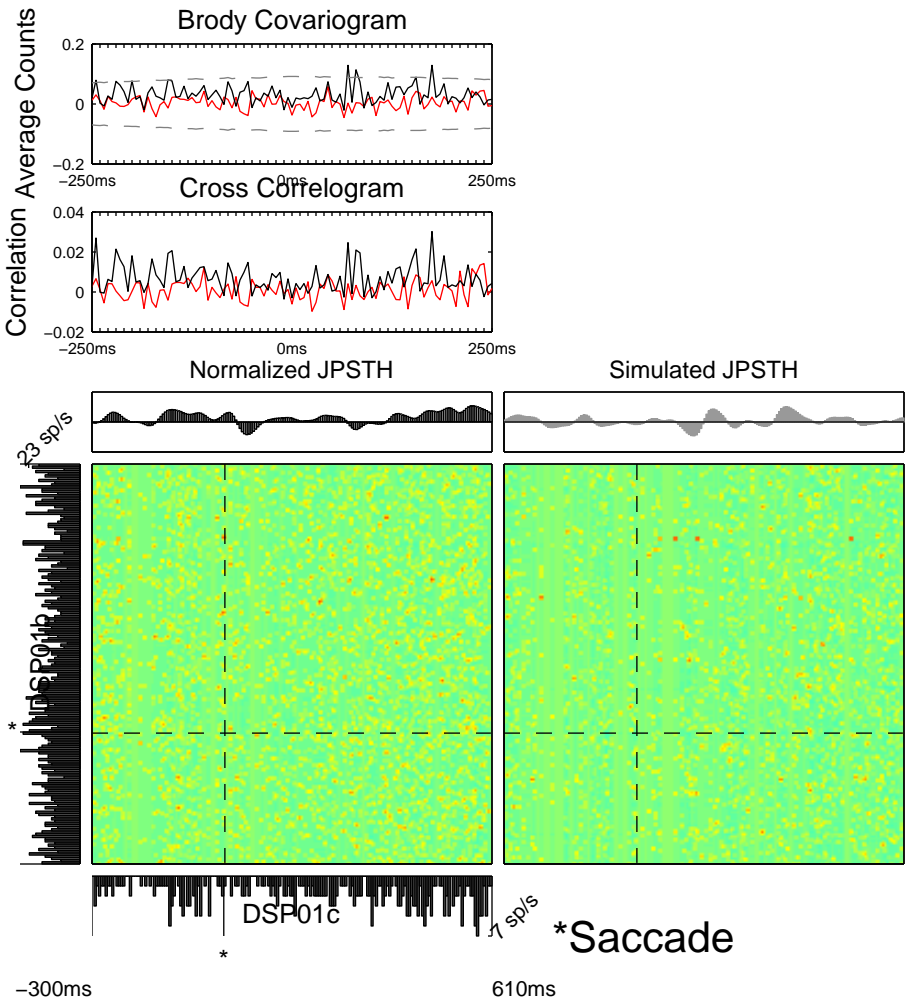 Brody Covariogram
Average Counts
0.2
0
−0.2
−250ms
0ms
250ms
Cross Correlogram
Correlation
0.04
0.02
0
−0.02
−250ms
0ms
250ms
Normalized JPSTH
Simulated JPSTH
23 sp/s
DSP01b
*
DSP01c
7 sp/s
*
*Saccade
−300ms
610ms